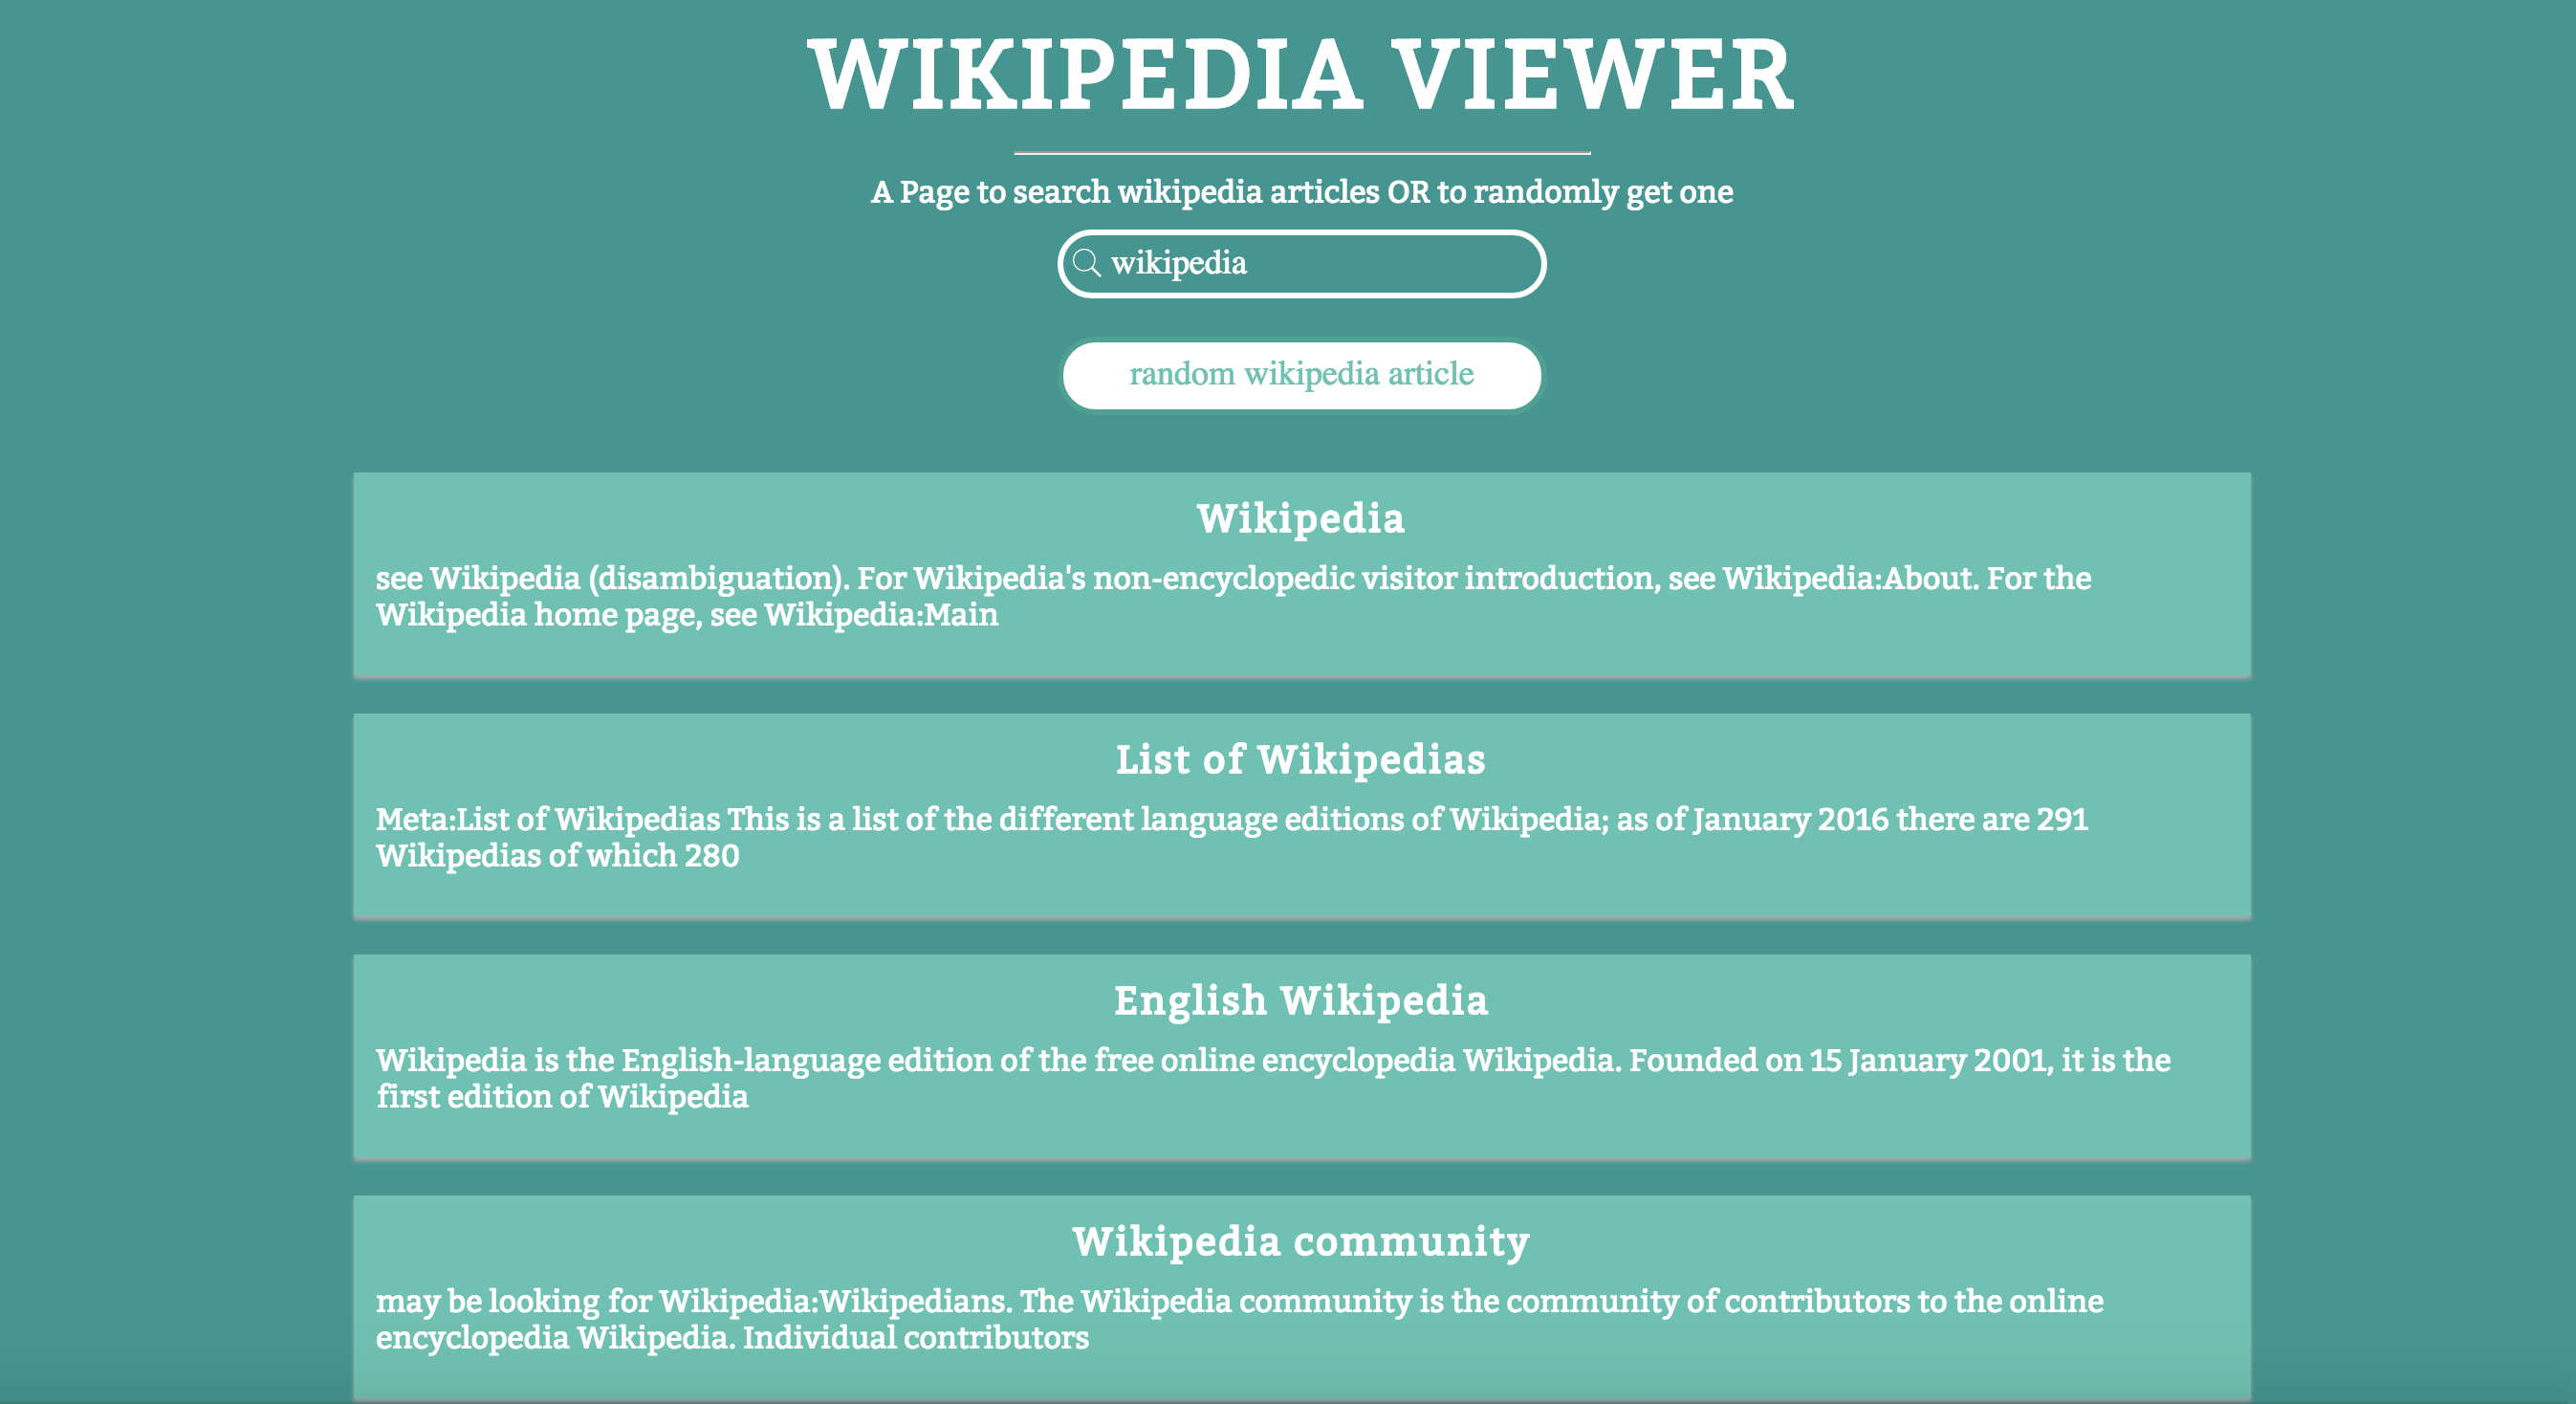 WIKIPEDIA VIEWER
A Page to search wikipedia articles OR to randomly get one
wikipedia
random wikipedia article
Wikipedia
see Wikipedia (disambiguation). For Wikipedia's non-encyclopedic visitor introduction, see Wikipedia:About. For the
Wikipedia home page, see Wikipedia:Main
List of Wikipedias
Meta:List of Wikipedias This is a list of the different language editions of Wikipedia; as of January 2016 there are 291
Wikipedias of which 280
English Wikipedia
Wikipedia is the English-language edition of the free online encyclopedia Wikipedia. Founded on 15 January 2001, it is the
first edition of Wikipedia
Wikipedia community
may be looking for Wikipedia:Wikipedians. The Wikipedia community is the community of contributors to the online
encyclopedia Wikipedia. Individual contributors